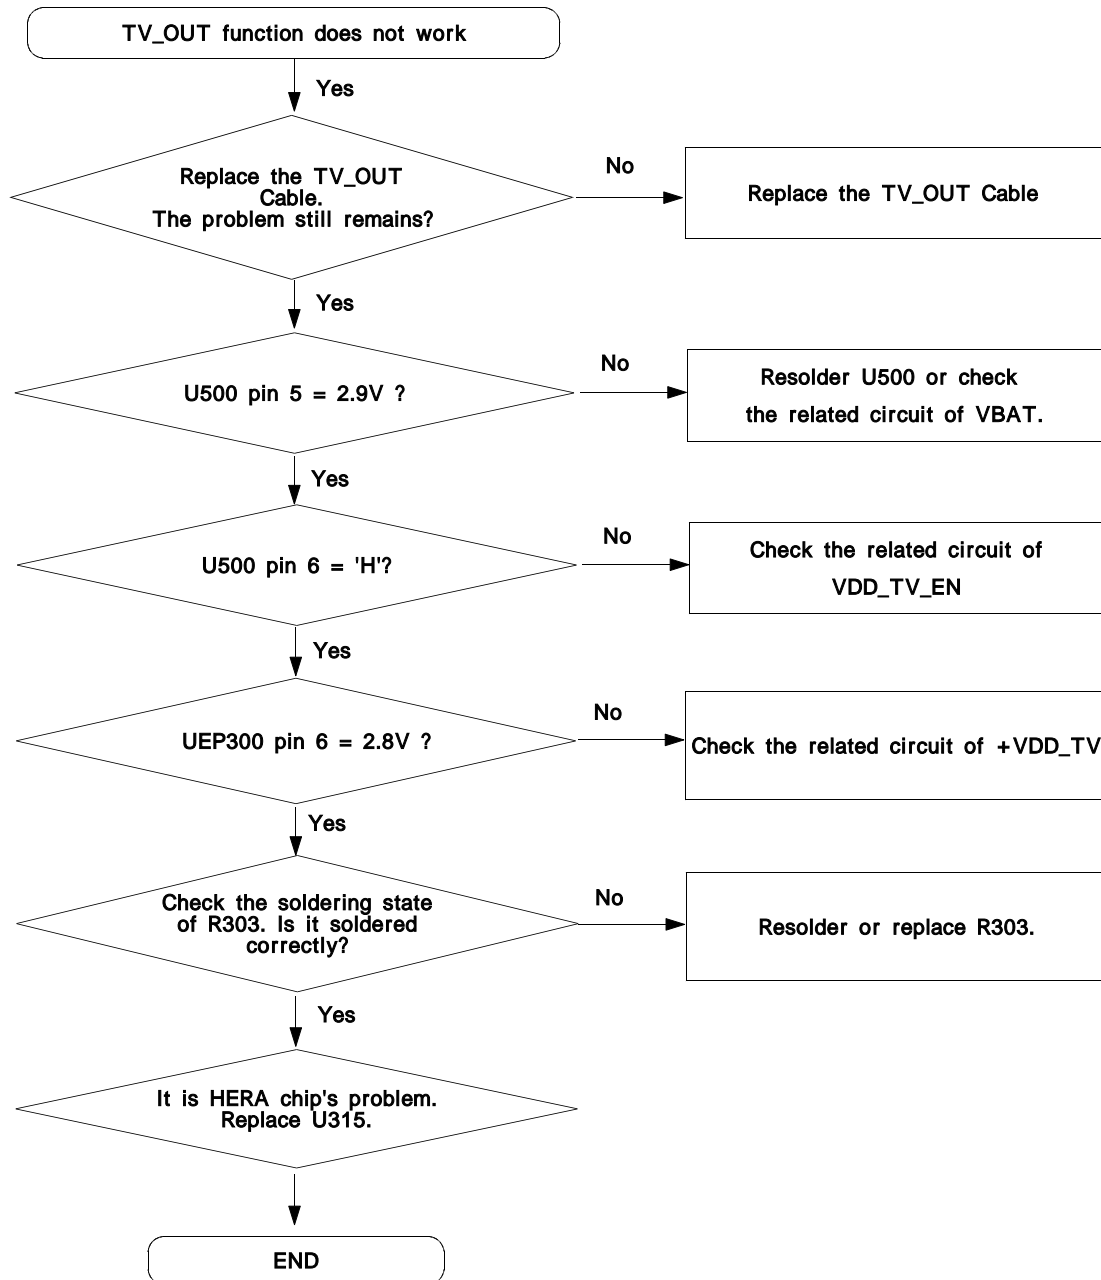 TV_OUT function does not work
Yes
Replace the TV_OUT
Cable.
The problem still remains?
No
Replace the TV_OUT Cable
Yes
U500 pin 5 = 2.9V ?
No
Resolder U500 or check
the related circuit of VBAT.
Yes
U500 pin 6 = 'H'?
No
Check the related circuit of
VDD_TV_EN
Yes
UEP300 pin 6 = 2.8V ?
No
Check the related circuit of +VDD_TV
Yes
Check the soldering state
of R303. Is it soldered
correctly?
No
Resolder or replace R303.
Yes
It is HERA chip's problem.
Replace U315.
END